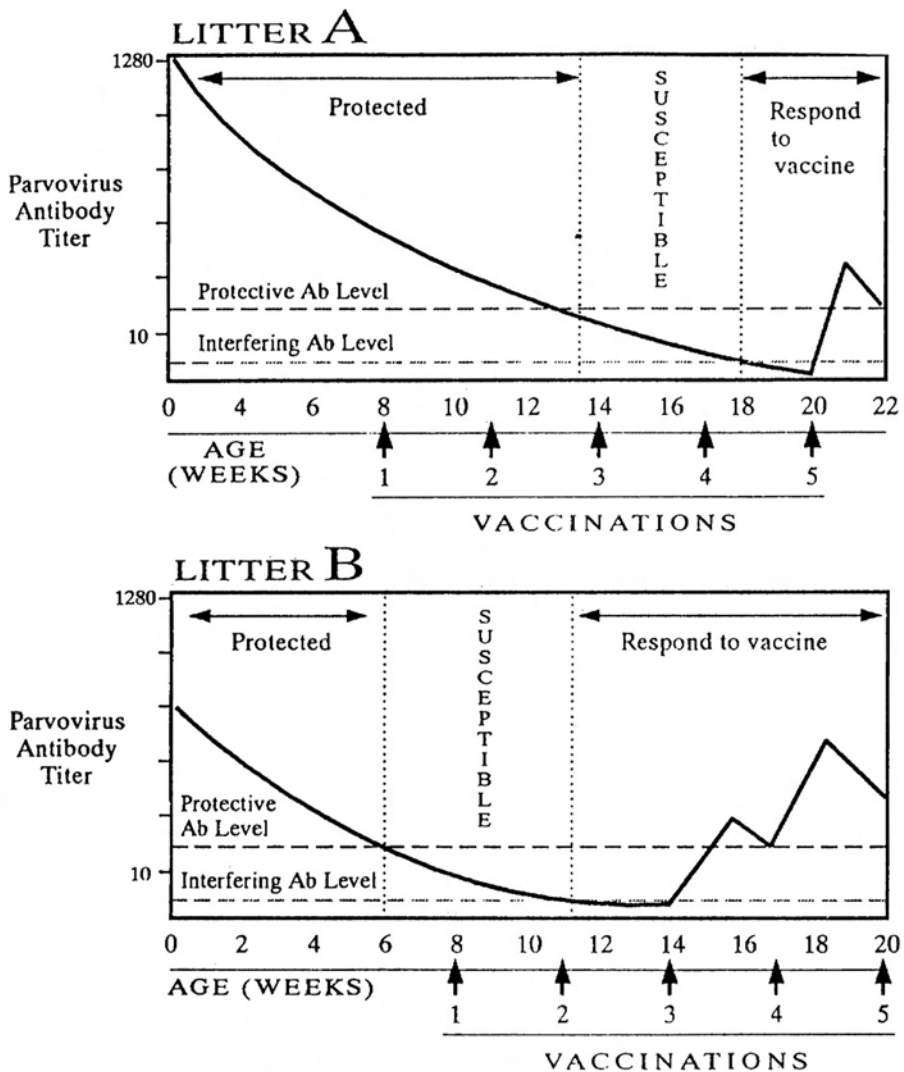 LITTER A
1280
Protected
SUSCEPTIBLE
Respond
to
vaccine
Parvovirus
Antibody
Titer
Protective Ab Level
10
Interfering Ab Level
0 4 6 8 10 12 14 16 18 20 22
AGE
(WEEKS)
1 2 3 4 5
VACCINATIONS
LITTER B
1280
Protected
SUSCEPTIBLE
Respond to vaccine
Parvovirus
Antibody
Titer
Protective
Ab Level
10
Interfering Ab Level
0 2 4 6 8 10 12 14 16 18 20
AGE (WEEKS)
1 2 3 4 5
VACCINATIONS